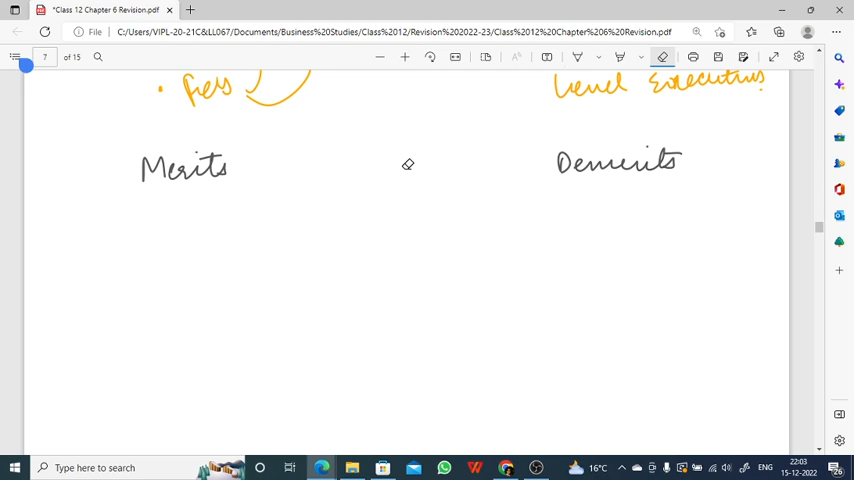 *Class 12 Chapter 6 Revision.pdf
File
C:/Users/VIPL-20-21C&LL067/Documents/Business%20Studies/Class%2012/Revision%202022-23/Class%2012%20Chapter%206%20Revision.pdf
7 of 15
• Fees
Level Executives
Merits
Demerits
Type here to search
16°C
ENG
22:03
15-12-2022
26